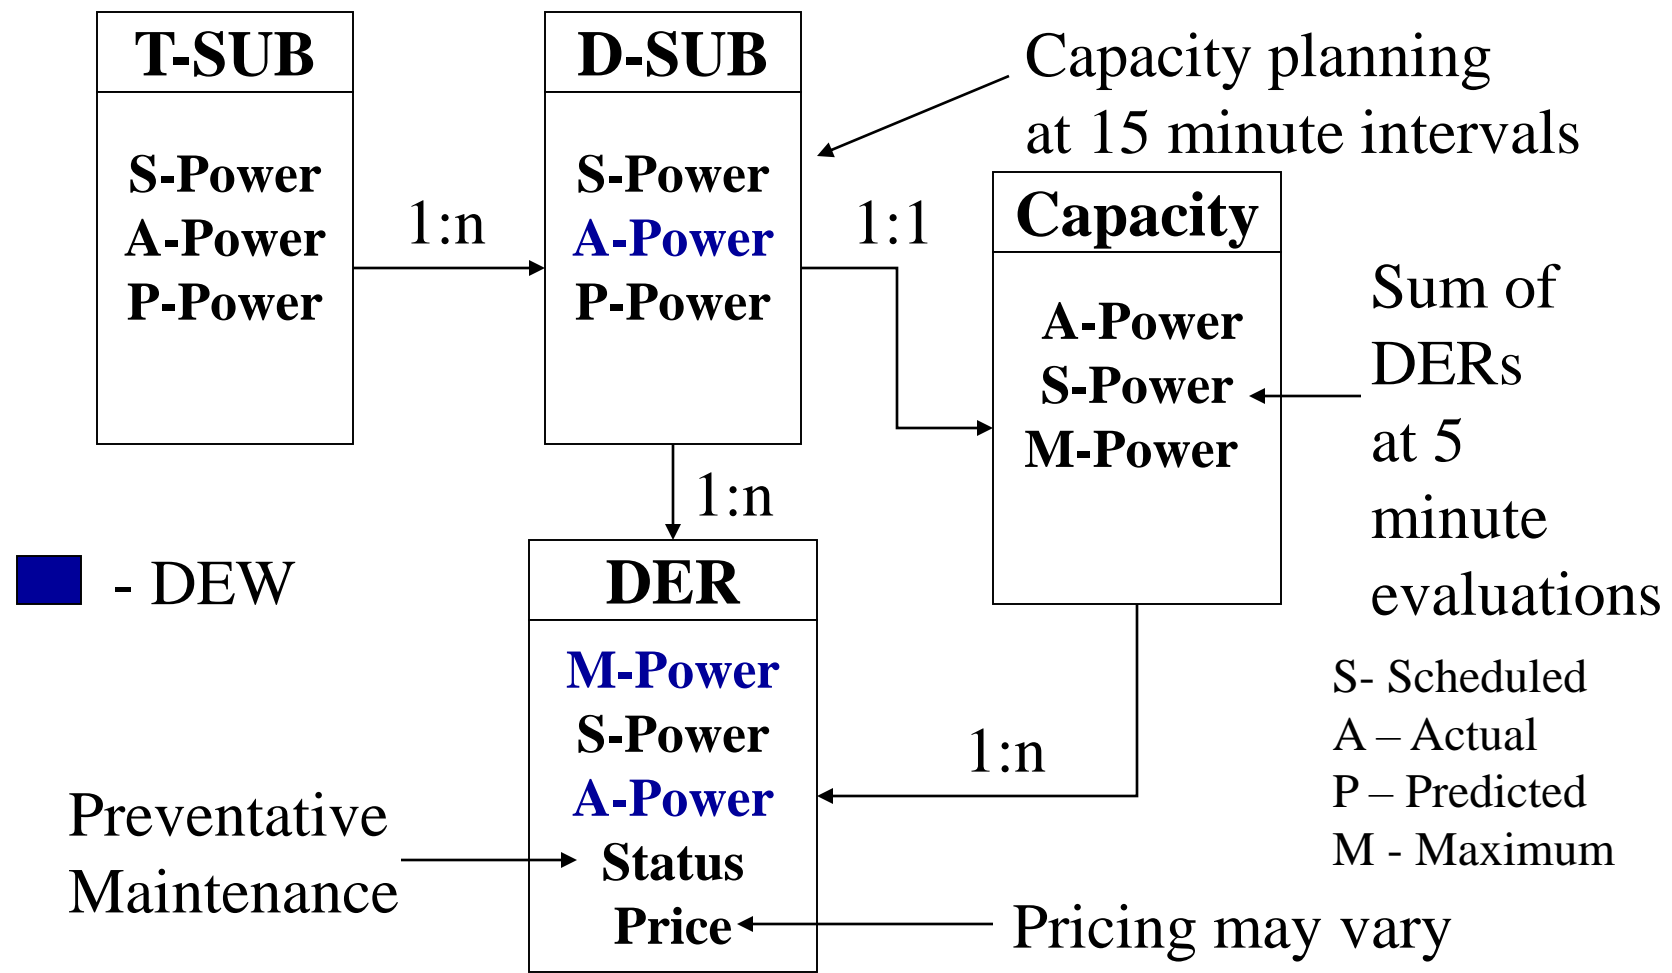 T-SUB
S-Power
A-Power
P-Power
1:n
D-SUB
S-Power
A-Power
P-Power
1:1
Capacity planning
at 15 minute intervals
Capacity
A-Power
S-Power
M-Power
Sum of
DERs
at 5
minute
evaluations
1:n
- DEW
DER
M-Power
S-Power
A-Power
Status
Price
1:n
Preventative
Maintenance
Pricing may vary
S- Scheduled
A – Actual
P – Predicted
M - Maximum